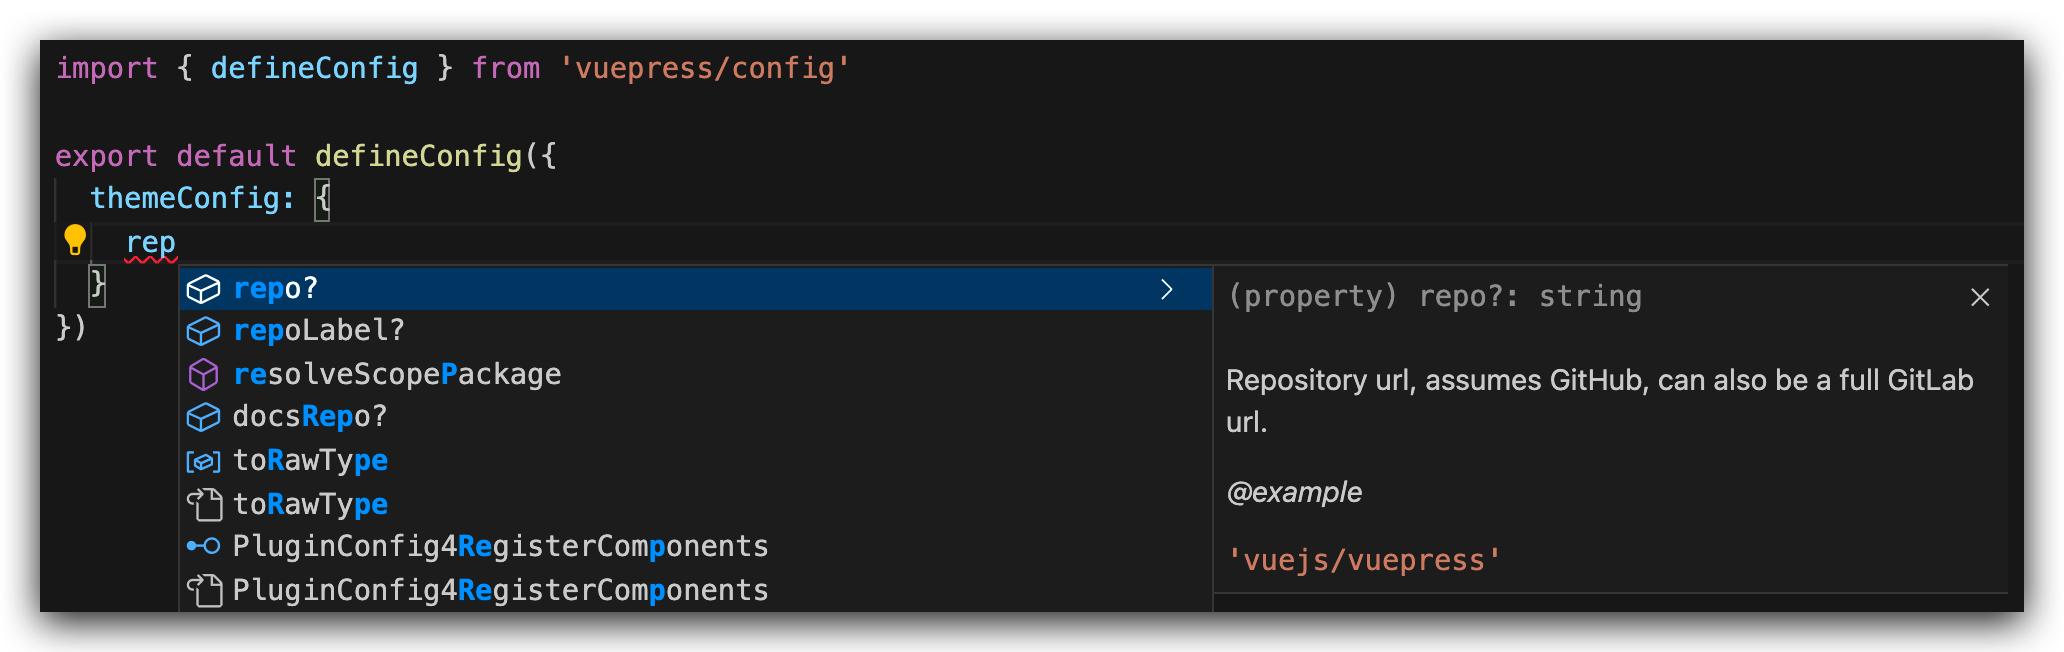 import { defineConfig } from 'vuepress/config'
export default defineConfig({
themeConfig: {
rep
}
})
repo?
repoLabel?
resolveScopePackage
docsRepo?
toRawType
toRawType
PluginConfig4RegisterComponents
PluginConfig4RegisterComponents
(property) repo?: string
Repository url, assumes GitHub, can also be a full GitLab
url.
@example
'vuejs/vuepress'